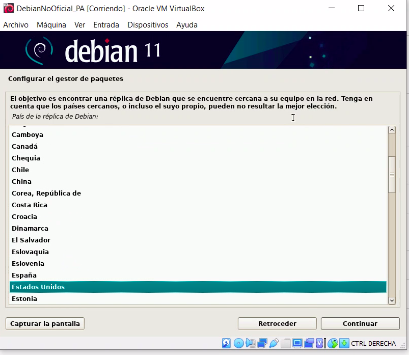 DebianNoOficial_PA [Corriendo] - Oracle VM VirtualBox
Archivo Máquina Ver Entrada Dispositivos Ayuda
debian 11
Configurar el gestor de paquetes
El objetivo es encontrar una réplica de Debian que se encuentre cercana a su equipo en la red. Tenga en
cuenta que los países cercanos, o incluso el suyo propio, pueden no resultar la mejor elección.
País de la réplica de Debian:
Camboya
Canadá
Chequia
Chile
China
Corea, República de
Costa Rica
Croacia
Dinamarca
El Salvador
Eslovaquia
Eslovenia
España
Estados Unidos
Estonia
Capturar la pantalla
Retroceder
Continuar
CTRL DERECHA